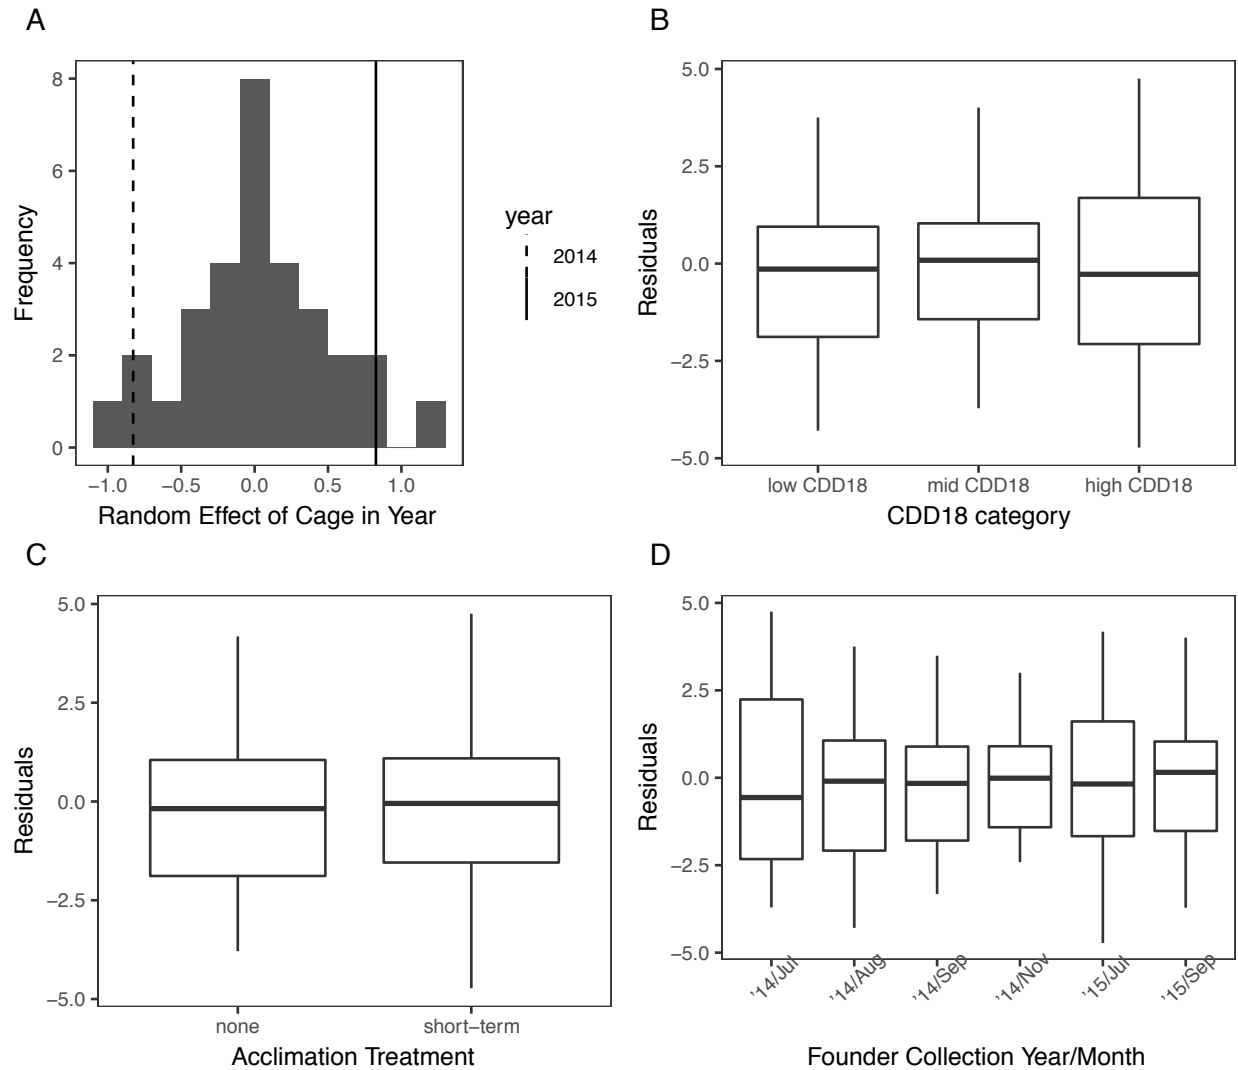 A
8
6
4
2
0
Frequency
−1.0 −0.5 0.0 0.5 1.0
Random Effect of Cage in Year
year
2014
2015
B
5.0
2.5
0.0
−2.5
−5.0
Residuals
low CDD18 mid CDD18 high CDD18
CDD18 category
C
5.0
2.5
0.0
−2.5
−5.0
Residuals
none short−term
Acclimation Treatment
D
5.0
2.5
0.0
−2.5
−5.0
Residuals
'14/Jul '14/Aug '14/Sep '14/Nov '15/Jul '15/Sep
Founder Collection Year/Month